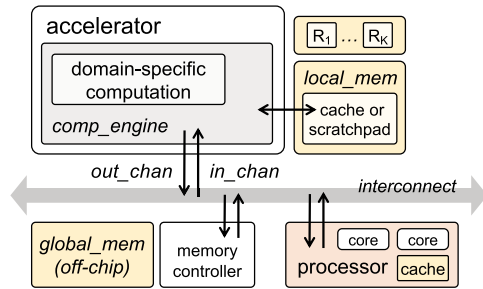 accelerator
R1 ... RK
domain-specific
computation
comp_engine
local_mem
cache or
scratchpad
out_chan
in_chan
interconnect
global_mem
(off-chip)
memory
controller
core
core
processor
cache